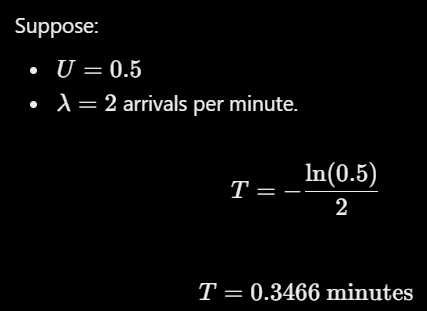 Suppose:
• U = 0.5
• λ = 2 arrivals per minute.
T = −ln(0.5)/2
T = 0.3466 minutes